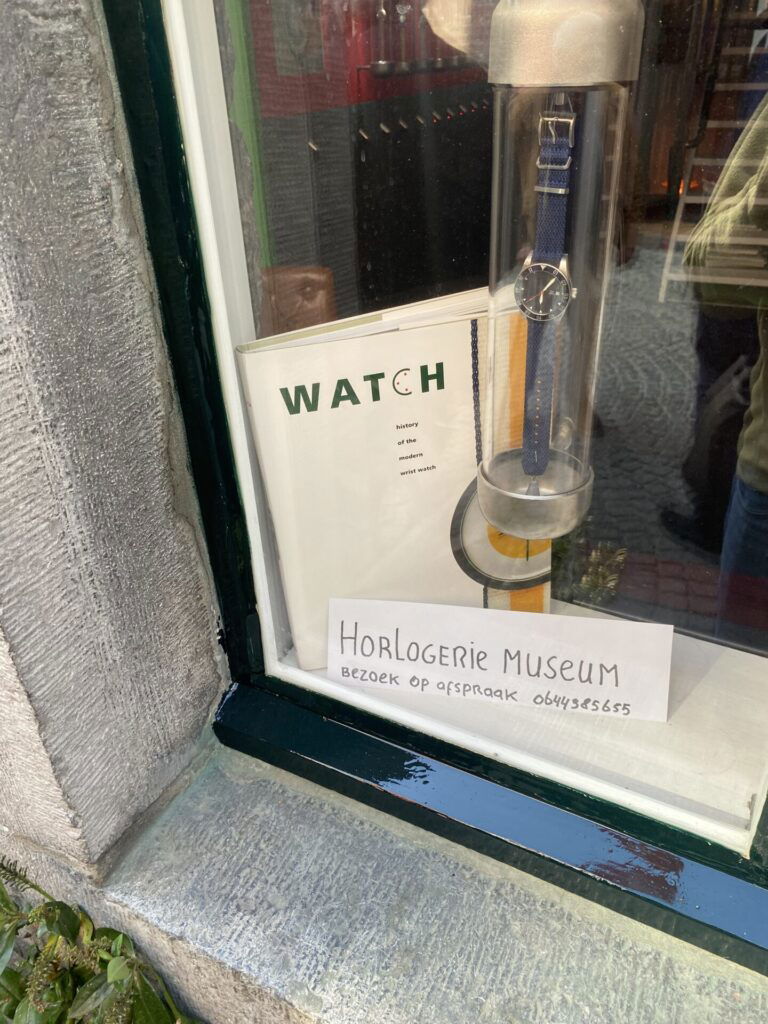 WATCH
history
of the
modern
wrist watch
HORLOGERIE MUSEUM
BEZOEK OP AFSPRAAK 0644385655